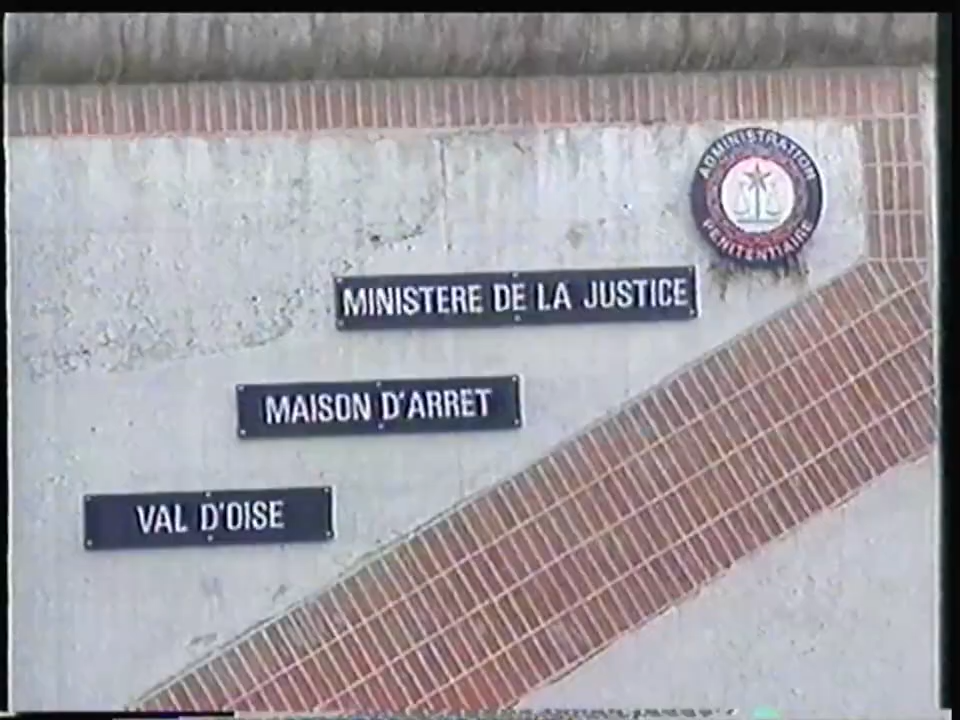 ADMINISTRATION
PENITENTIAIRE
MINISTERE DE LA JUSTICE
MAISON D'ARRET
VAL D'OISE